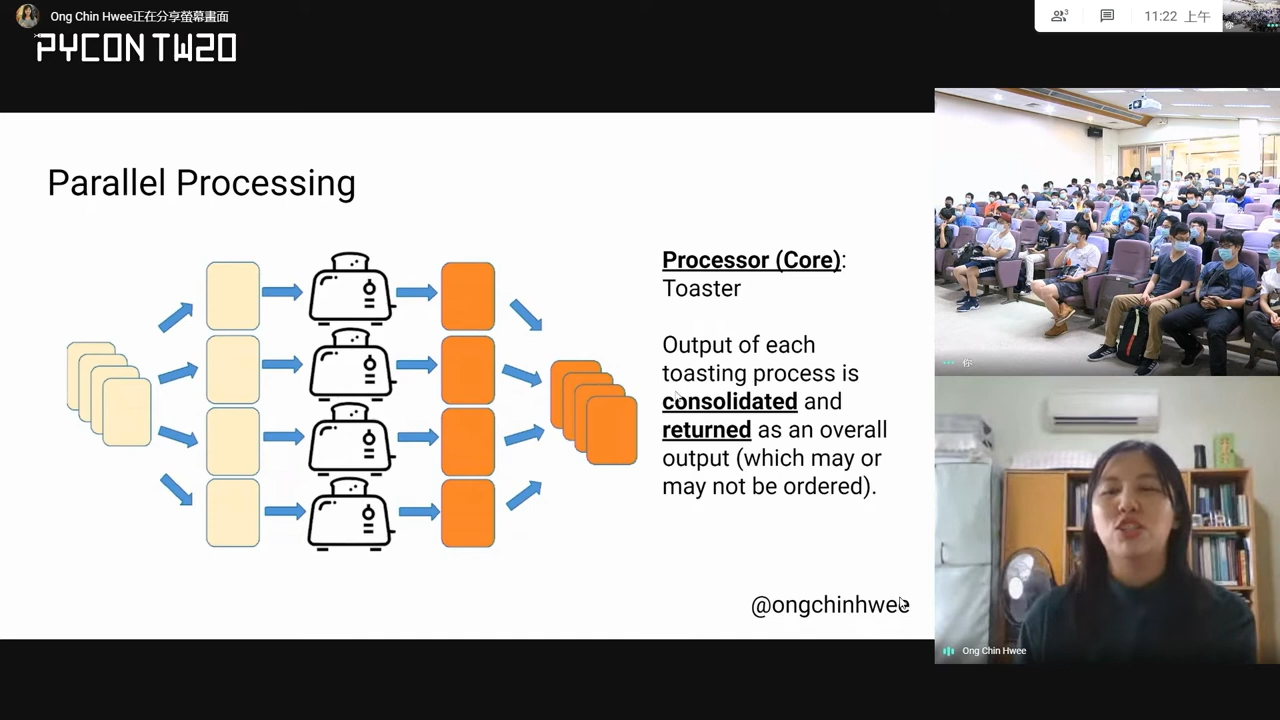 Ong Chin Hwee正在分享螢幕畫面
PYCON TW20
3
11:22 上午
你
Parallel Processing
Processor (Core):
Toaster
Output of each
toasting process is
consolidated and
returned as an overall
output (which may or
may not be ordered).
@ongchinhwee
你
Ong Chin Hwee